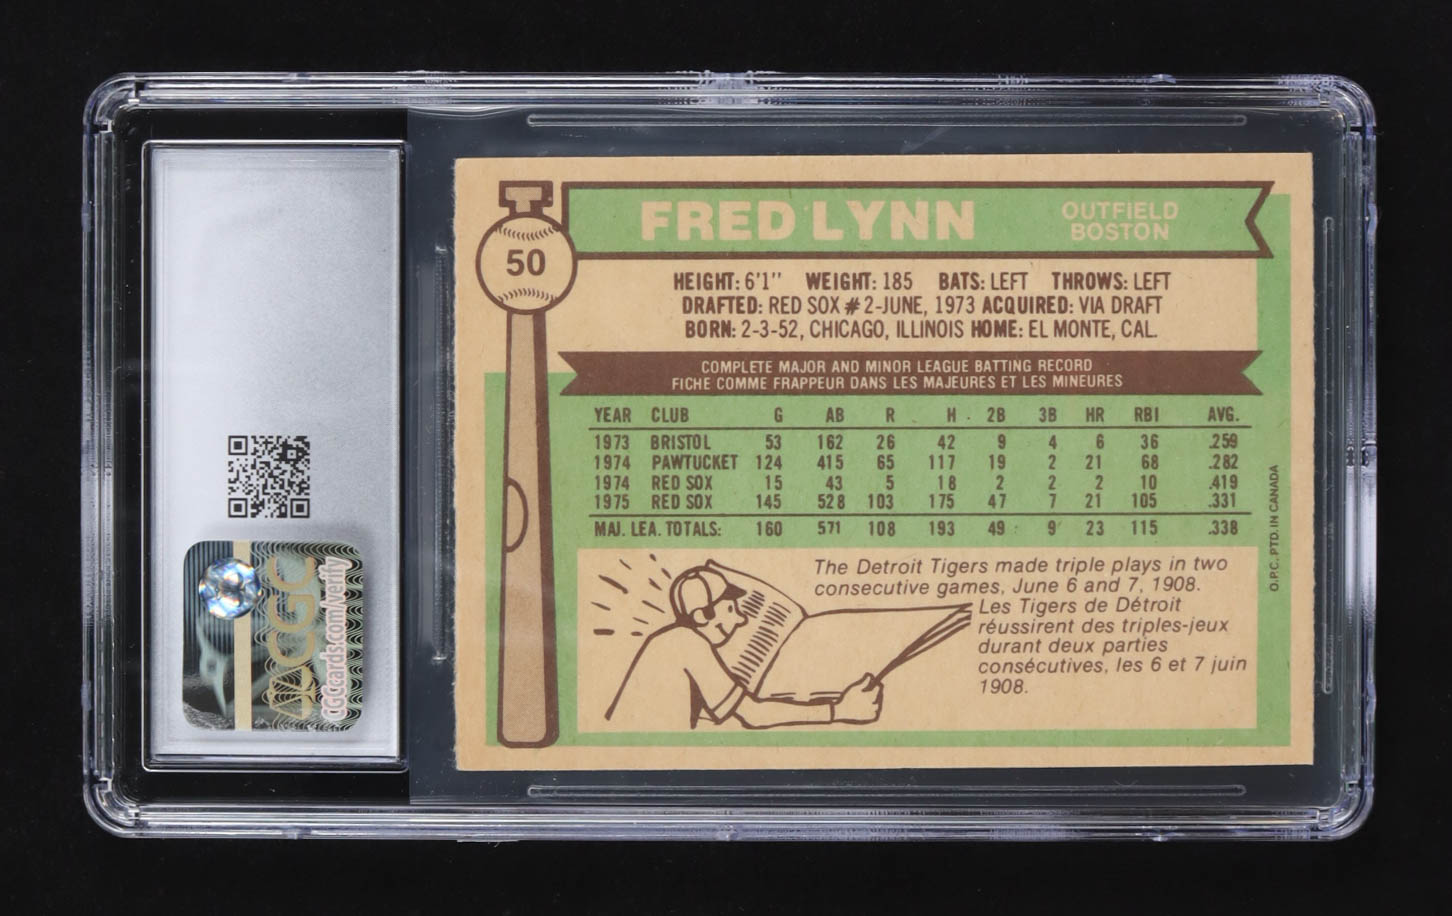 FRED LYNN
OUTFIELD
BOSTON
50
HEIGHT: 6'1" WEIGHT: 185 BATS: LEFT THROWS: LEFT
DRAFTED: RED SOX #2-JUNE, 1973 ACQUIRED: VIA DRAFT
BORN: 2-3-52, CHICAGO, ILLINOIS HOME: EL MONTE, CAL.
COMPLETE MAJOR AND MINOR LEAGUE BATTING RECORD
FICHE COMME FRAPPEUR DANS LES MAJEURES ET LES MINEURES
YEAR CLUB G AB R H 2B 3B HR RBI AVG.
1973 BRISTOL 53 162 26 42 9 4 6 36 .259
1974 PAWTUCKET 124 415 65 117 19 2 21 68 .282
1974 RED SOX 15 43 5 18 2 2 2 10 .419
1975 RED SOX 145 528 103 175 47 7 21 105 .331
MAJ. LEA. TOTALS: 160 571 108 193 49 9 23 115 .338
The Detroit Tigers made triple plays in two
consecutive games, June 6 and 7, 1908.
Les Tigers de Détroit
réussirent des triples-jeux
durant deux parties
consécutives, les 6 et 7 juin
1908.
O.P.C. PTD. IN CANADA
CGC
CGCcards.com/verify